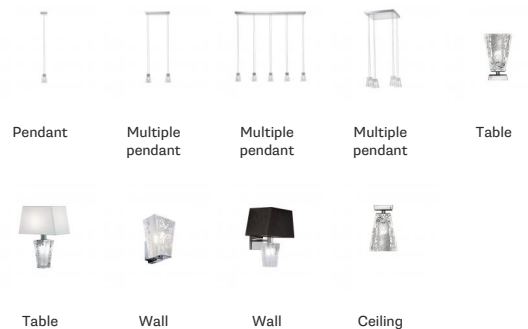 Pendant
Multiple
pendant
Multiple
pendant
Multiple
pendant
Table
Table
Wall
Wall
Ceiling